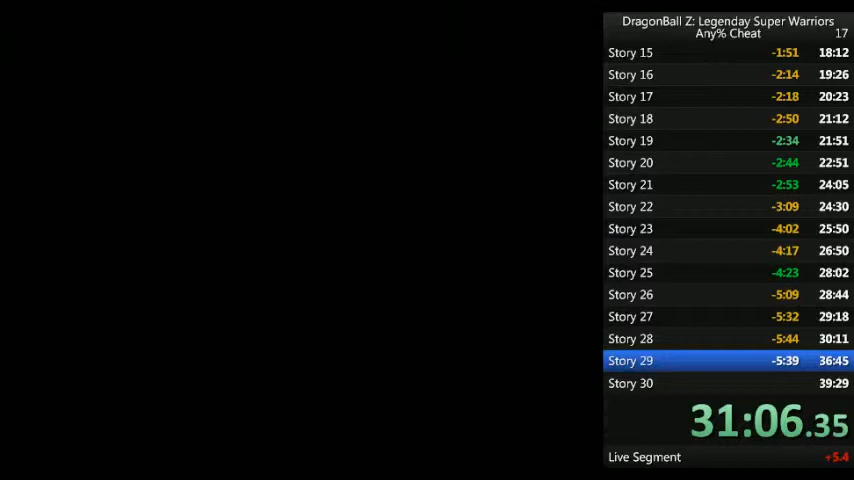 DragonBall Z: Legenday Super Warriors
Any% Cheat 17
Story 15 -1:51 18:12
Story 16 -2:14 19:26
Story 17 -2:18 20:23
Story 18 -2:50 21:12
Story 19 -2:34 21:51
Story 20 -2:44 22:51
Story 21 -2:53 24:05
Story 22 -3:09 24:30
Story 23 -4:02 25:50
Story 24 -4:17 26:50
Story 25 -4:23 28:02
Story 26 -5:09 28:44
Story 27 -5:32 29:18
Story 28 -5:44 30:11
Story 29 -5:39 36:45
Story 30 39:29
31:06.35
Live Segment +5.4